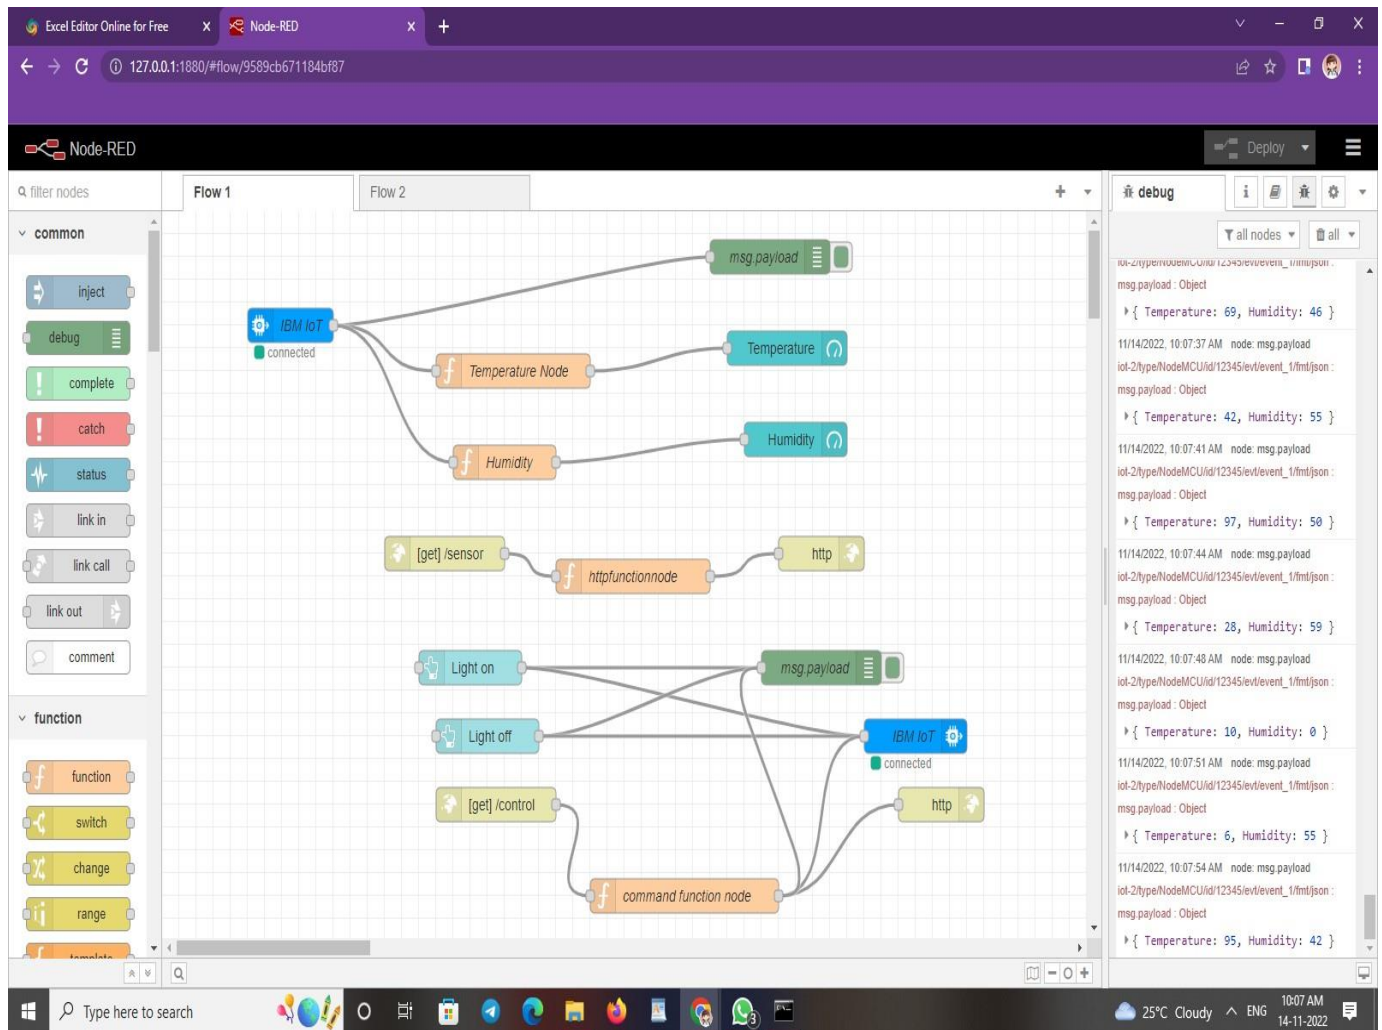 Excel Editor Online for Free
Node-RED
127.0.0.1:1880/#flow/9589cb671184bf87
Node-RED
Deploy
filter nodes
common
inject
debug
complete
catch
status
link in
link call
link out
comment
function
function
switch
change
range
template
Flow 1
Flow 2
msg.payload
IBM IoT
connected
Temperature Node
Temperature
Humidity
Humidity
[get] /sensor
httpfunctionnode
http
Light on
msg.payload
Light off
IBM IoT
connected
[get] /control
http
command function node
debug
all nodes
all
iot-2/type/NodeMCU/id/12345/evt/event_1/fmt/json :
msg.payload : Object
{ Temperature: 69, Humidity: 46 }
11/14/2022, 10:07:37 AM node: msg.payload
iot-2/type/NodeMCU/id/12345/evt/event_1/fmt/json :
msg.payload : Object
{ Temperature: 42, Humidity: 55 }
11/14/2022, 10:07:41 AM node: msg.payload
iot-2/type/NodeMCU/id/12345/evt/event_1/fmt/json :
msg.payload : Object
{ Temperature: 97, Humidity: 50 }
11/14/2022, 10:07:44 AM node: msg.payload
iot-2/type/NodeMCU/id/12345/evt/event_1/fmt/json :
msg.payload : Object
{ Temperature: 28, Humidity: 59 }
11/14/2022, 10:07:48 AM node: msg.payload
iot-2/type/NodeMCU/id/12345/evt/event_1/fmt/json :
msg.payload : Object
{ Temperature: 10, Humidity: 0 }
11/14/2022, 10:07:51 AM node: msg.payload
iot-2/type/NodeMCU/id/12345/evt/event_1/fmt/json :
msg.payload : Object
{ Temperature: 6, Humidity: 55 }
11/14/2022, 10:07:54 AM node: msg.payload
iot-2/type/NodeMCU/id/12345/evt/event_1/fmt/json :
msg.payload : Object
{ Temperature: 95, Humidity: 42 }
Type here to search
3
25°C Cloudy
ENG
10:07 AM
14-11-2022